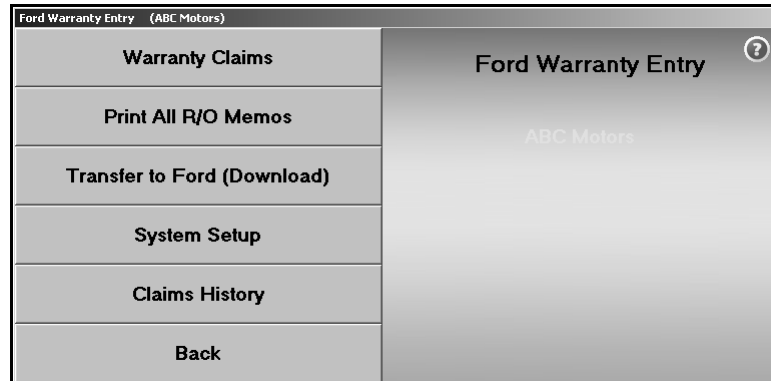 Ford Warranty Entry (ABC Motors)
Warranty Claims
Print All R/O Memos
Transfer to Ford (Download)
System Setup
Claims History
Back
Ford Warranty Entry
?
ABC Motors